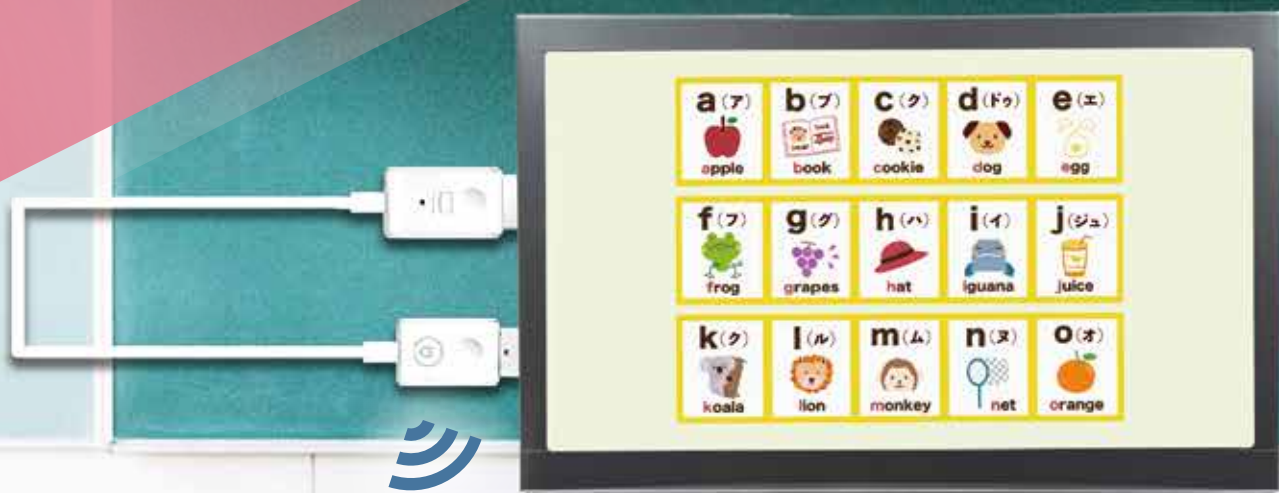 a(ア) b(ブ) c(ク) d(ドゥ) e(エ)
apple book cookie dog egg
f(フ) g(グ) h(ハ) i(イ) j(ジュ)
frog grapes hat iguana juice
k(ク) l(ル) m(ム) n(ヌ) o(オ)
koala lion monkey net orange